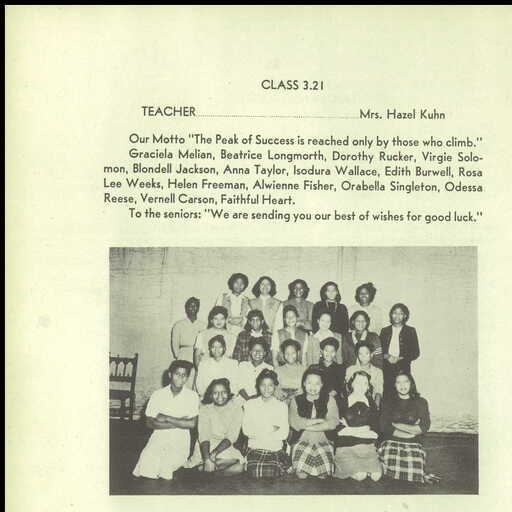 CLASS 3.21
TEACHER........................................Mrs. Hazel Kuhn
Our Motto "The Peak of Success is reached only by those who climb."
Graciela Melian, Beatrice Longmorth, Dorothy Rucker, Virgie Solo-
mon, Blondell Jackson, Anna Taylor, Isodura Wallace, Edith Burwell, Rosa
Lee Weeks, Helen Freeman, Alwienne Fisher, Orabella Singleton, Odessa
Reese, Vernell Carson, Faithful Heart.
To the seniors: "We are sending you our best of wishes for good luck."